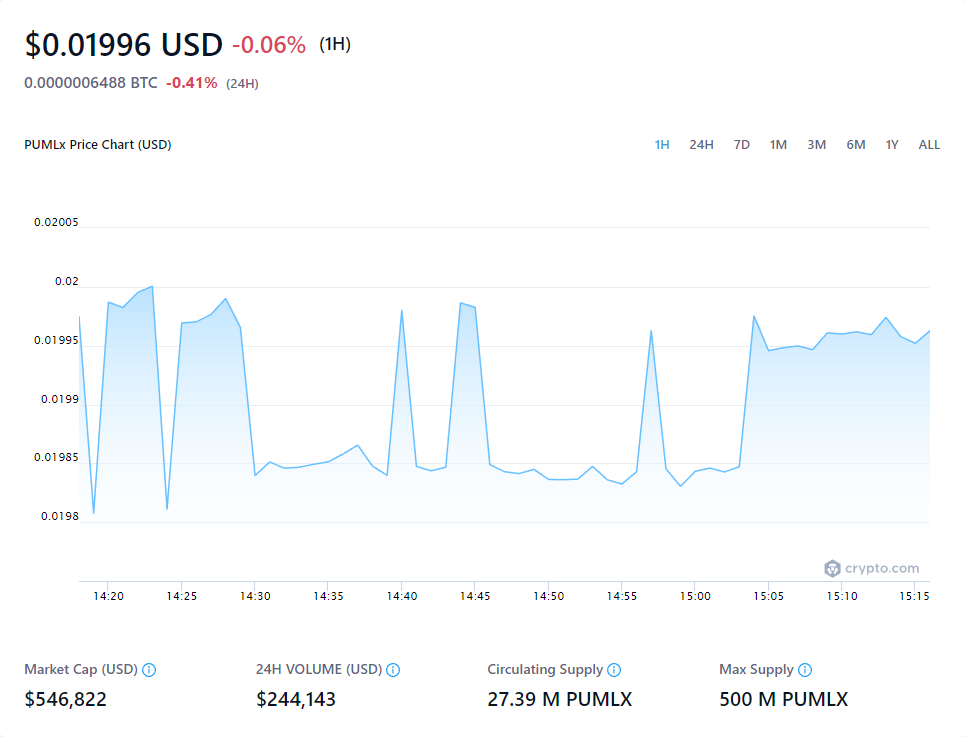 $0.01996 USD -0.06% (1H)
0.0000006488 BTC -0.41% (24H)
PUMLx Price Chart (USD) 1H 24H 7D 1M 3M 6M 1Y ALL
0.02005
0.02
0.01995
0.0199
0.01985
0.0198
crypto.com
14:20 14:25 14:30 14:35 14:40 14:45 14:50 14:55 15:00 15:05 15:10 15:15
Market Cap (USD) 24H VOLUME (USD) Circulating Supply Max Supply
$546,822 $244,143 27.39 M PUMLX 500 M PUMLX